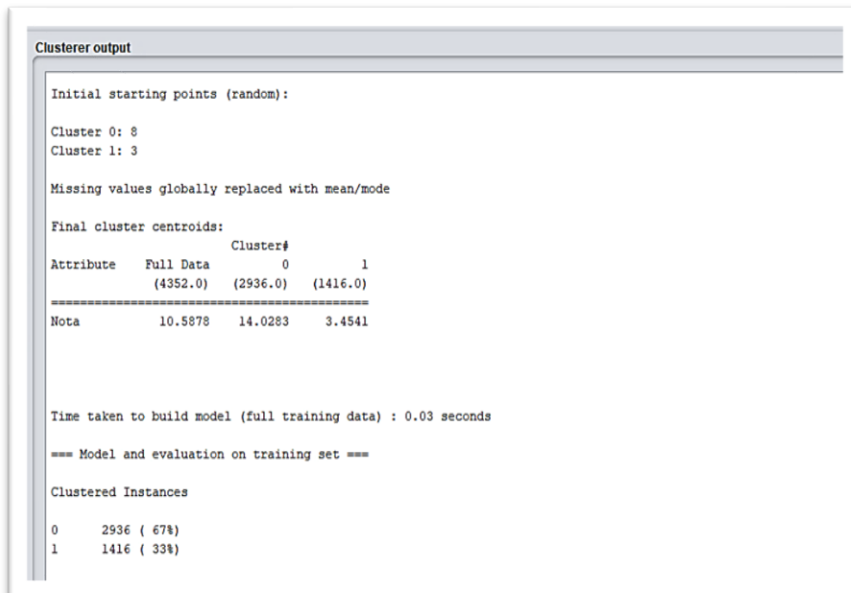 Clusterer output
Initial starting points (random):
Cluster 0: 8
Cluster 1: 3
Missing values globally replaced with mean/mode
Final cluster centroids:
Cluster#
Attribute Full Data 0 1
(4352.0) (2936.0) (1416.0)
==============================================
Nota 10.5878 14.0283 3.4541
Time taken to build model (full training data) : 0.03 seconds
=== Model and evaluation on training set ===
Clustered Instances
0 2936 ( 67%)
1 1416 ( 33%)